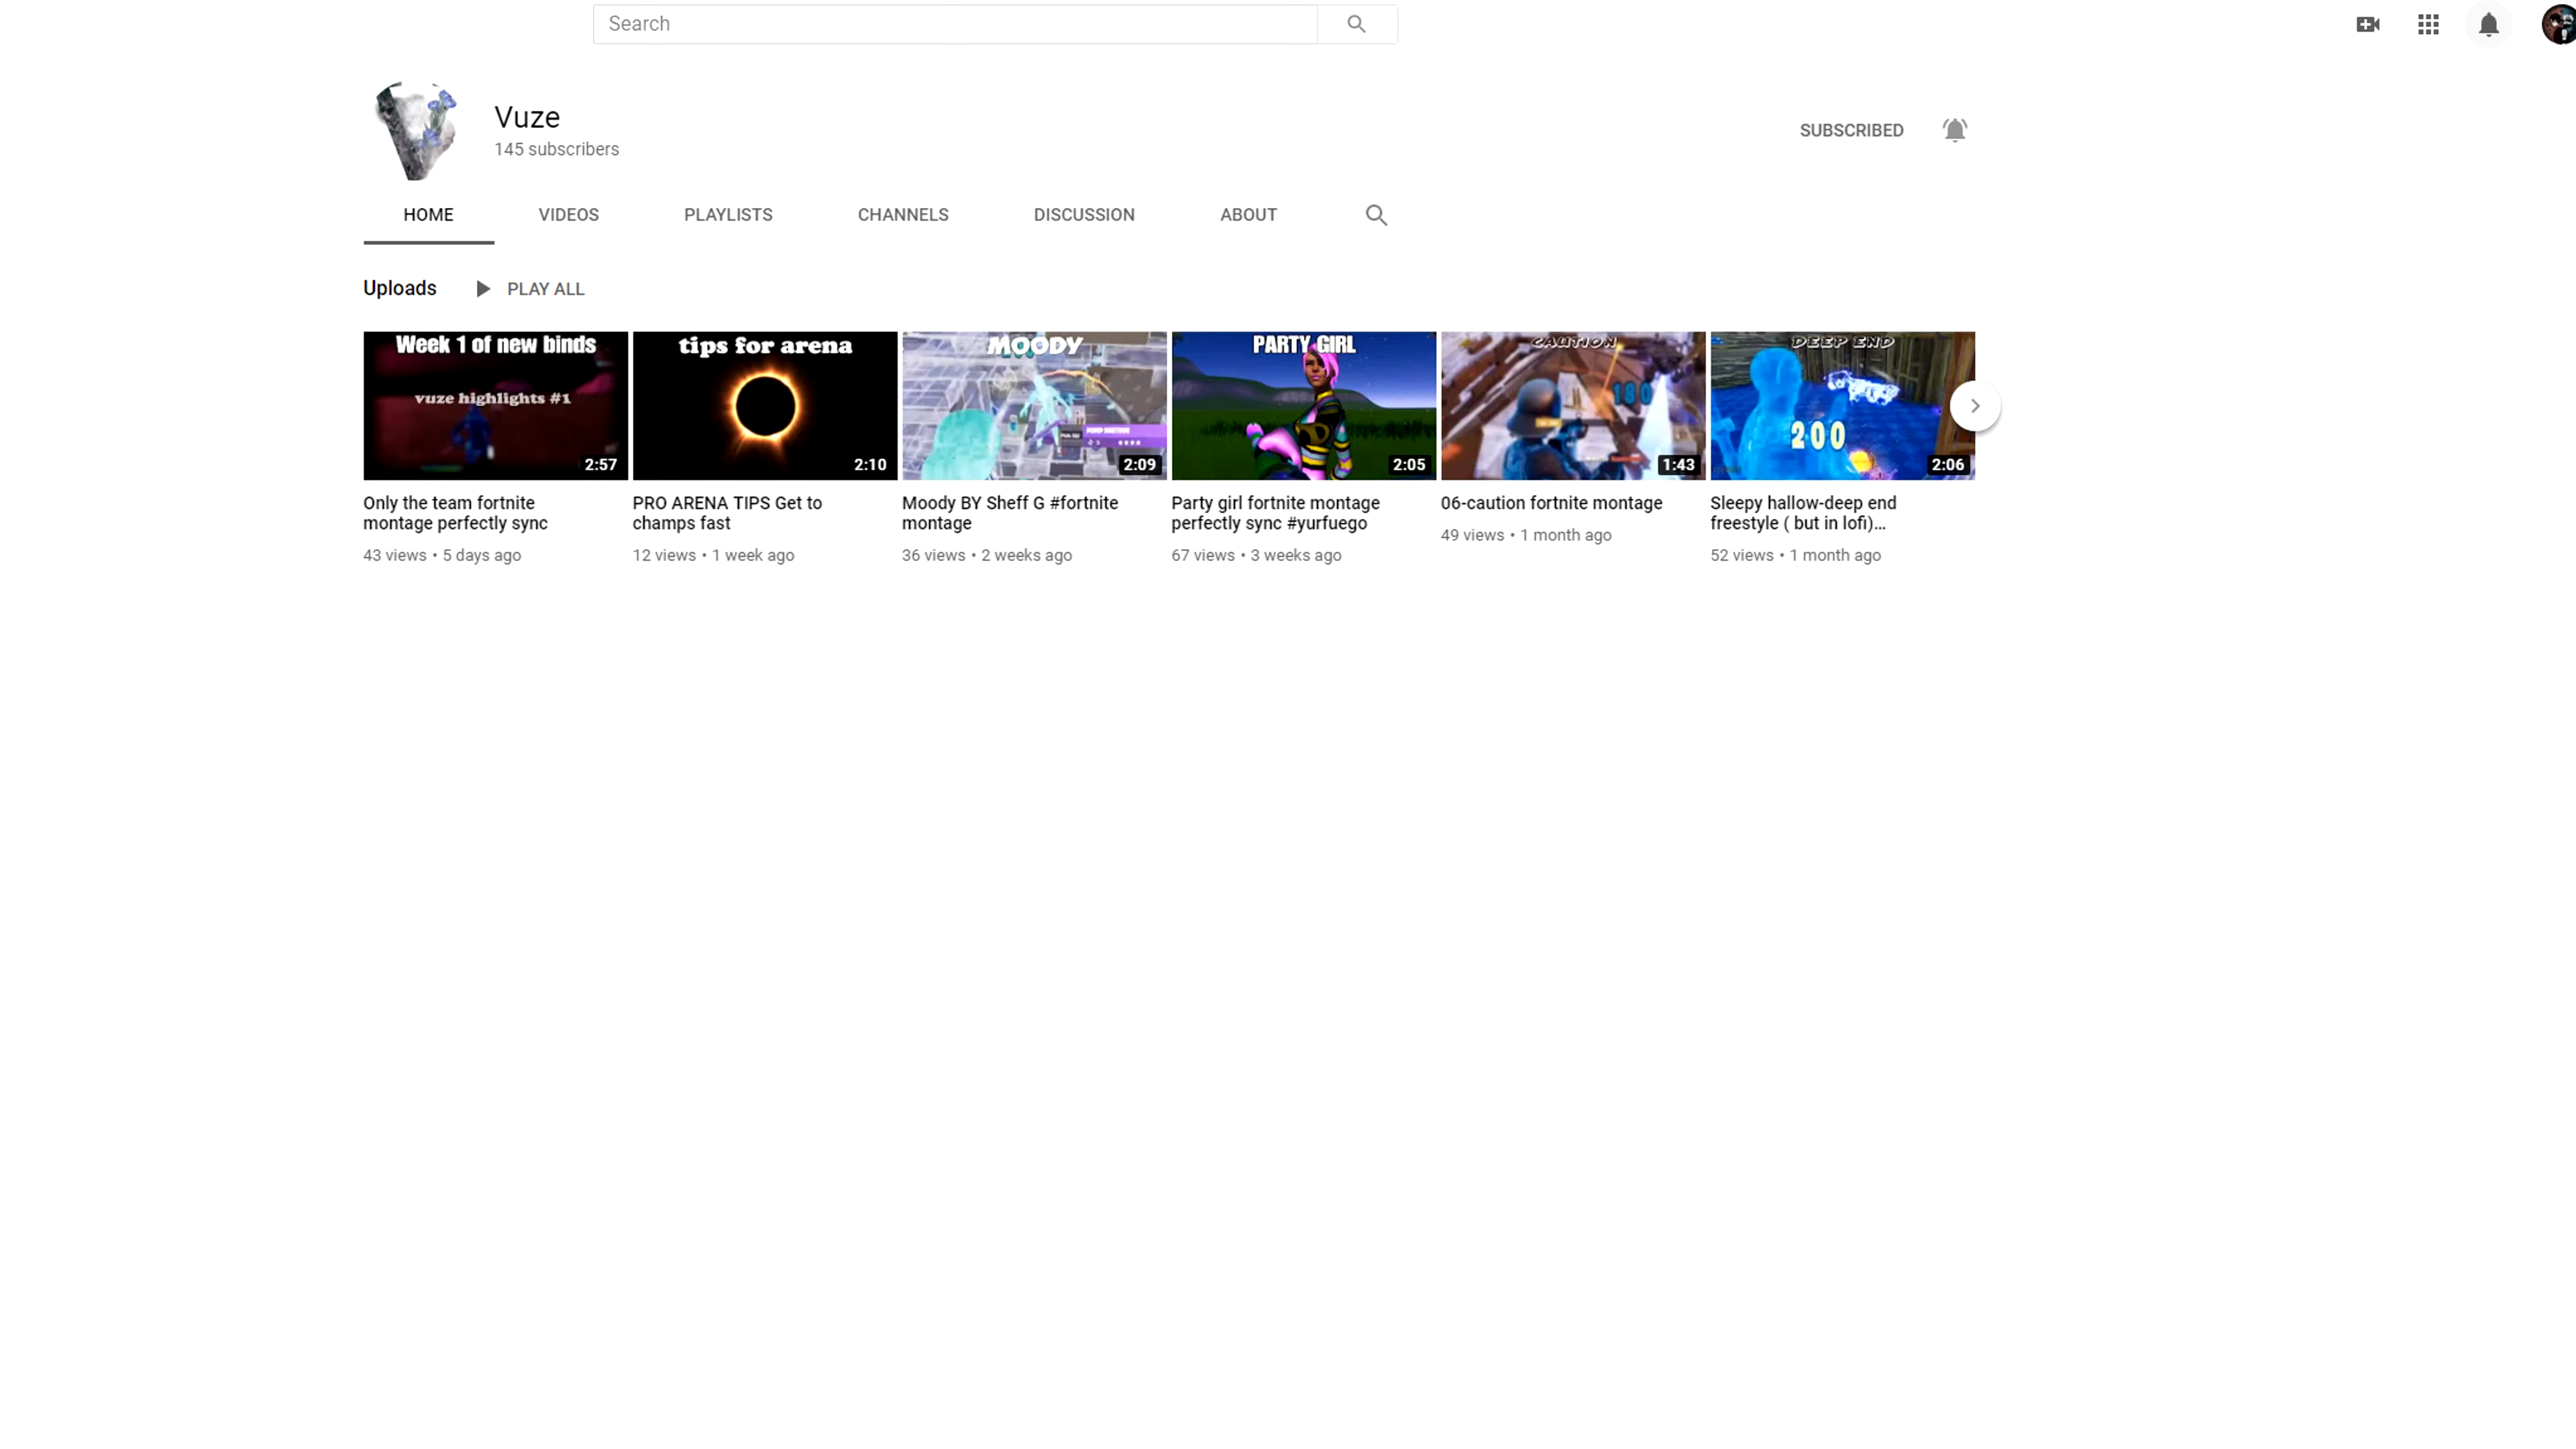 Search
Vuze
145 subscribers
SUBSCRIBED
HOME VIDEOS PLAYLISTS CHANNELS DISCUSSION ABOUT
Uploads PLAY ALL
Week 1 of new binds
vuze highlights #1
2:57
tips for arena
2:10
MOODY
2:09
PARTY GIRL
2:05
CAUTION
180
1:43
DEEP END
200
2:06
Only the team fortnite
montage perfectly sync
43 views • 5 days ago
PRO ARENA TIPS Get to
champs fast
12 views • 1 week ago
Moody BY Sheff G #fortnite
montage
36 views • 2 weeks ago
Party girl fortnite montage
perfectly sync #yurfuego
67 views • 3 weeks ago
06-caution fortnite montage
49 views • 1 month ago
Sleepy hallow-deep end
freestyle ( but in lofi)...
52 views • 1 month ago